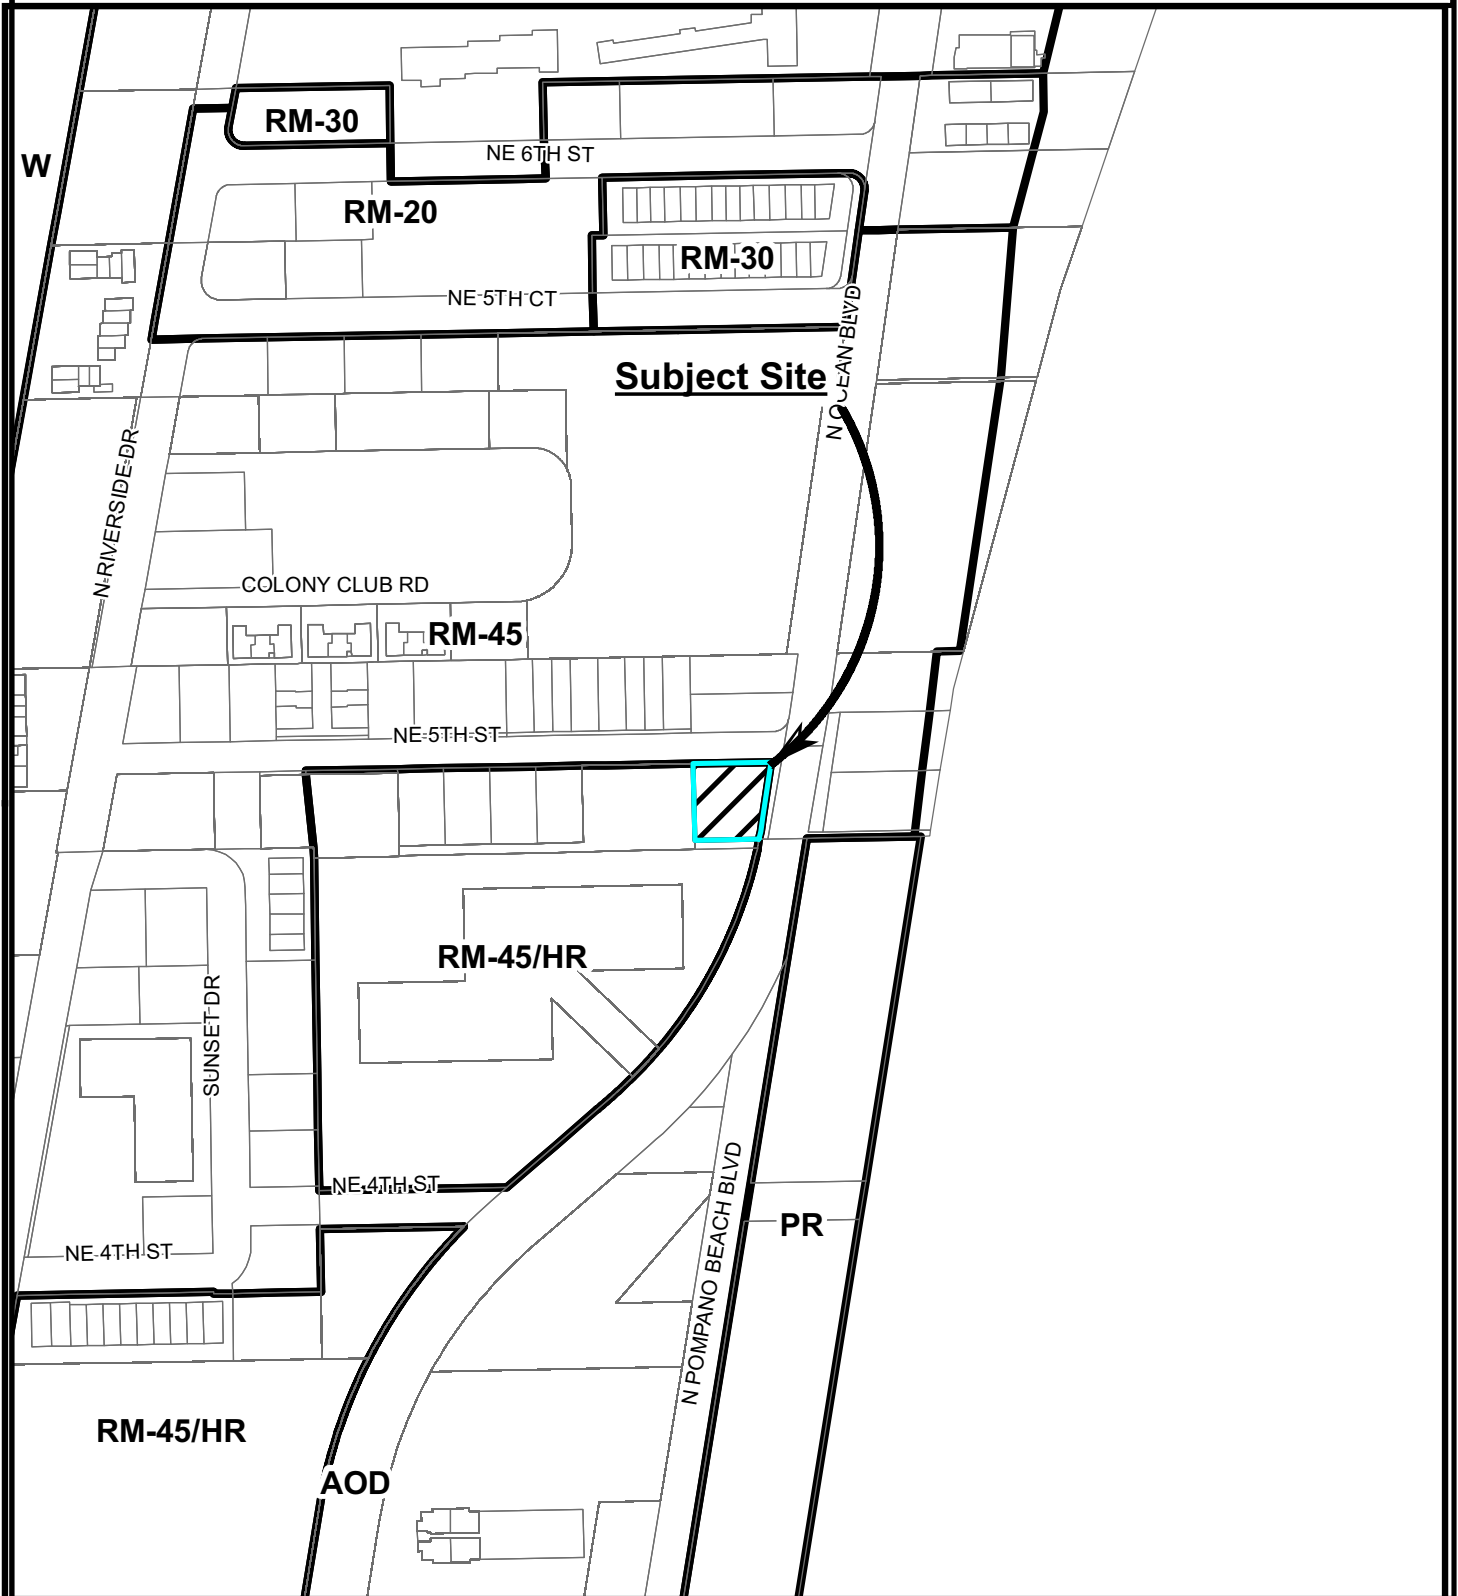 RM-30
W
NE 6TH ST
RM-20
RM-30
NE 5TH CT
N OCEAN BLVD
Subject Site
N RIVERSIDE DR
COLONY CLUB RD
RM-45
NE 5TH ST
RM-45/HR
SUNSET DR
NE 4TH ST
N POMPANO BEACH BLVD
PR
NE 4TH ST
RM-45/HR
AOD